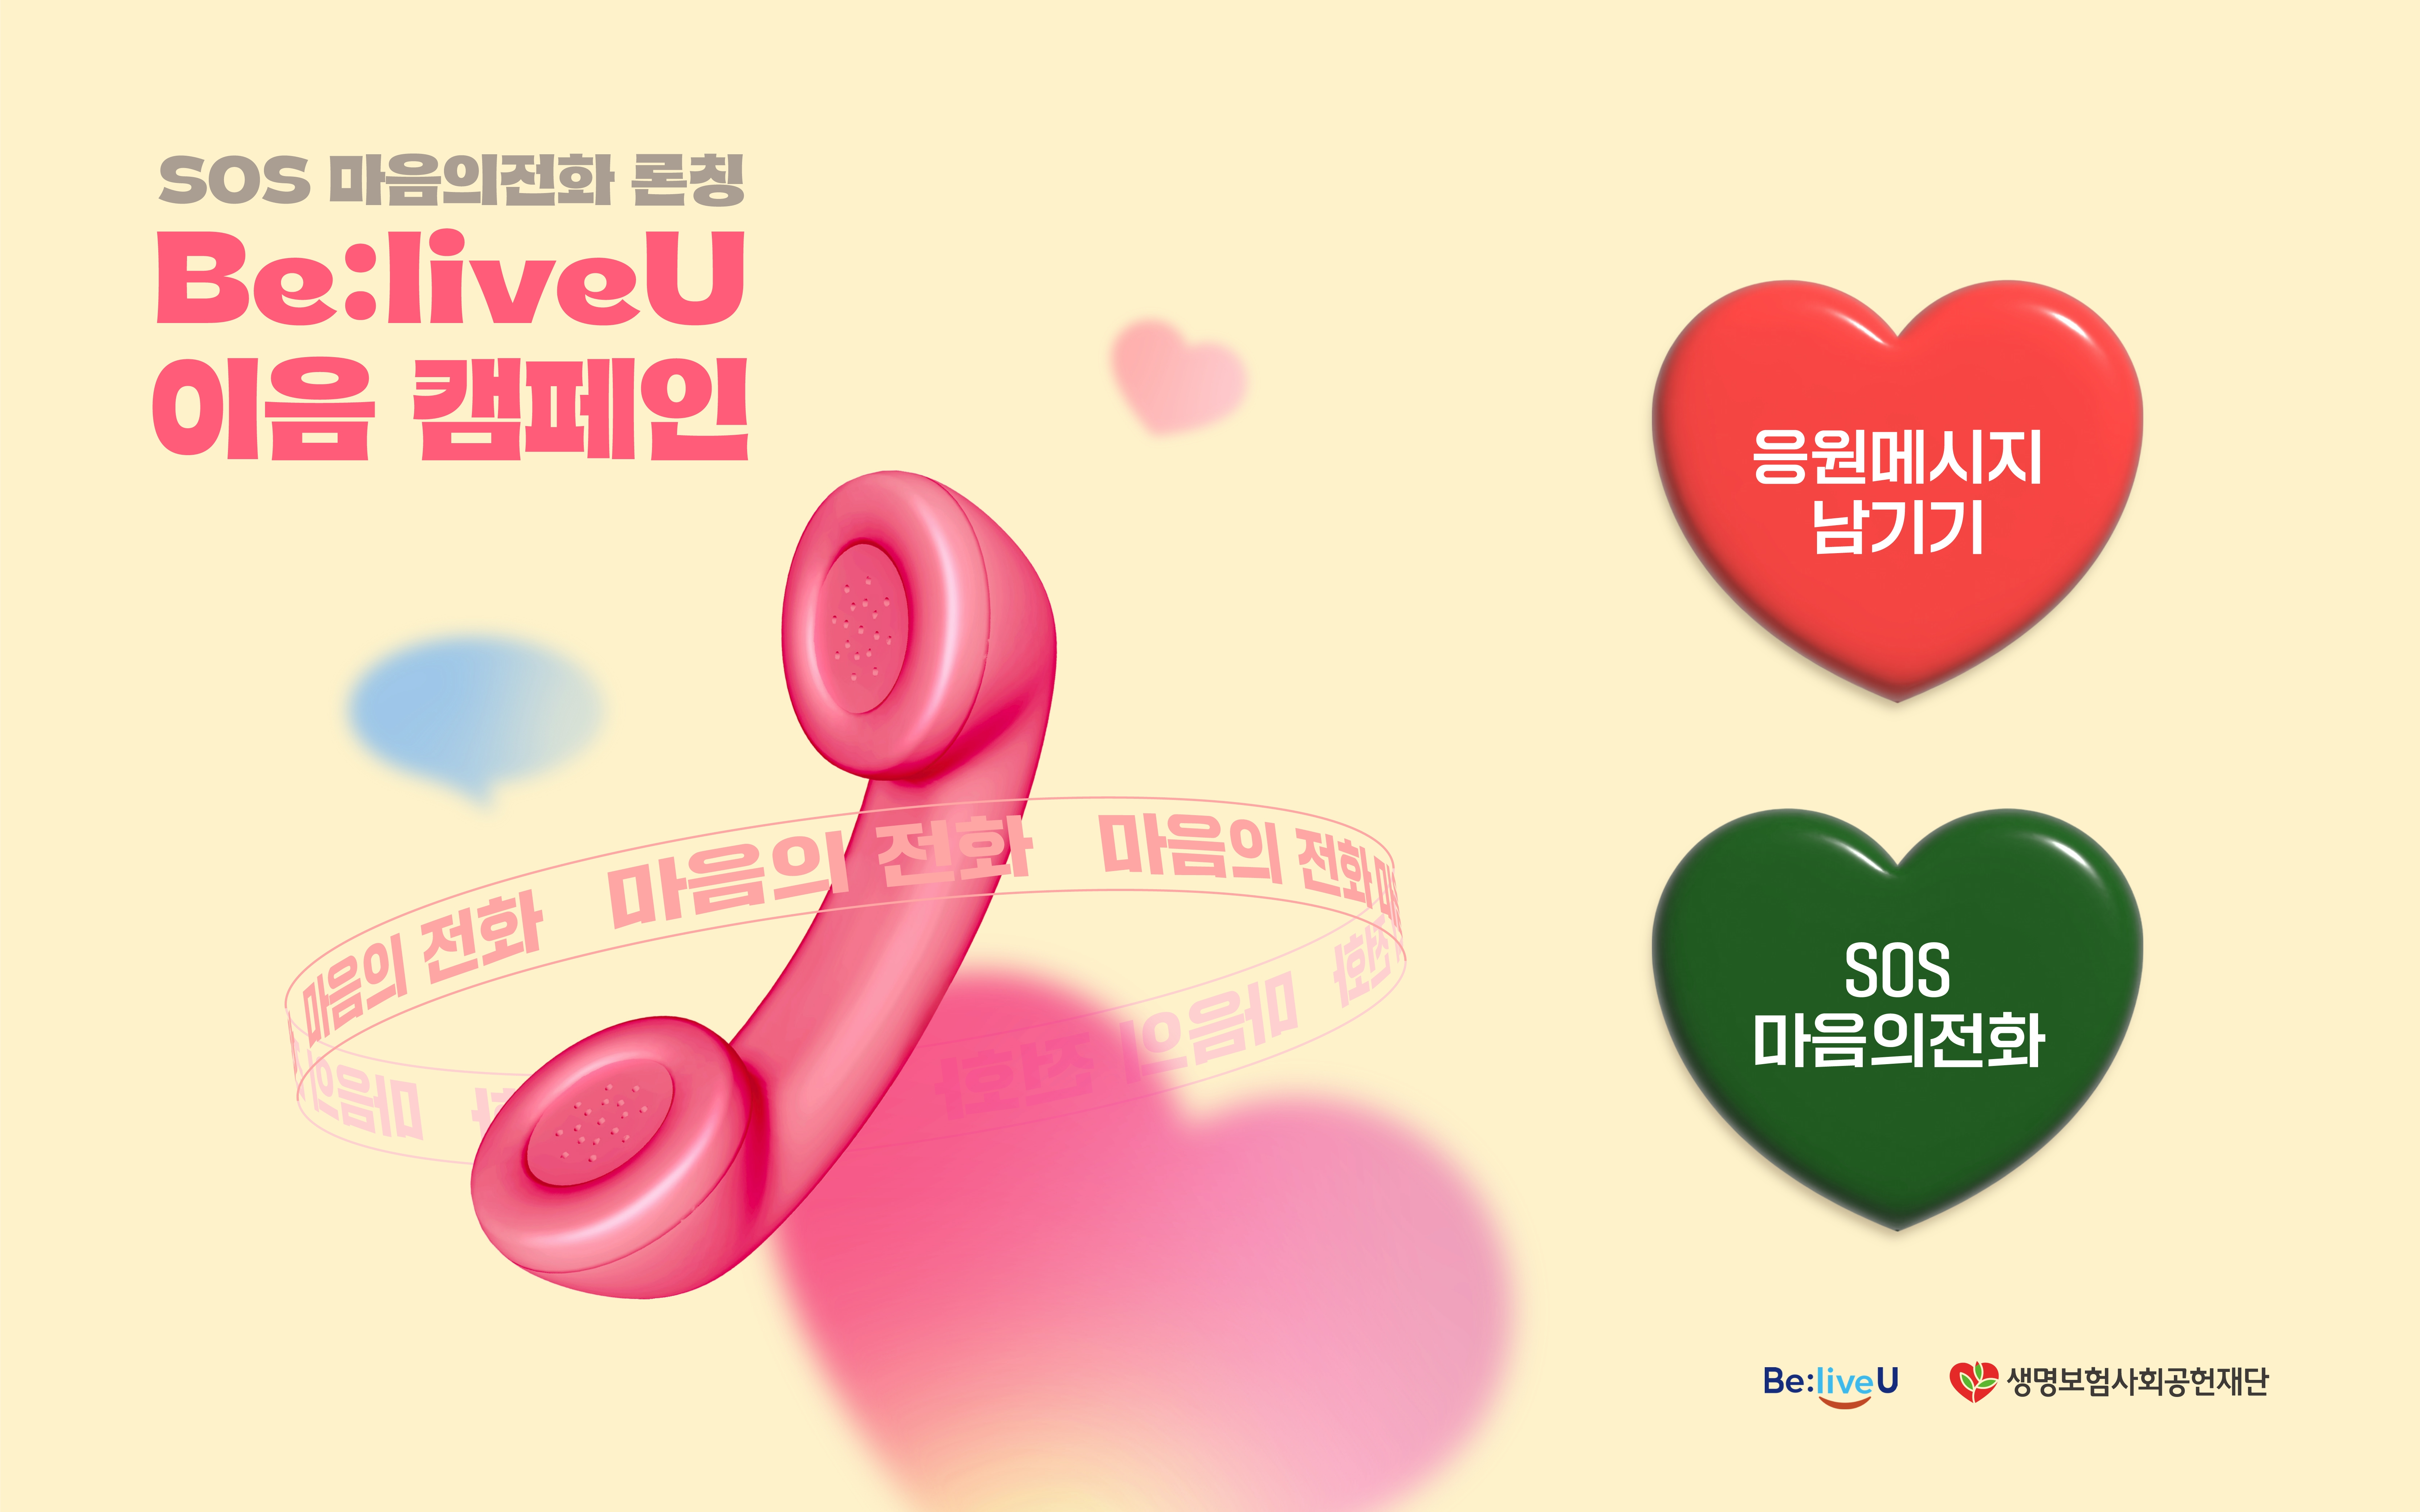 SOS 마음의전화 론칭
Be:liveU
이음 캠페인
응원메시지
남기기
마음의 전화 마음의 전화 마음의 전화
SOS
마음의전화
Be:liveU
생명보험사회공헌재단